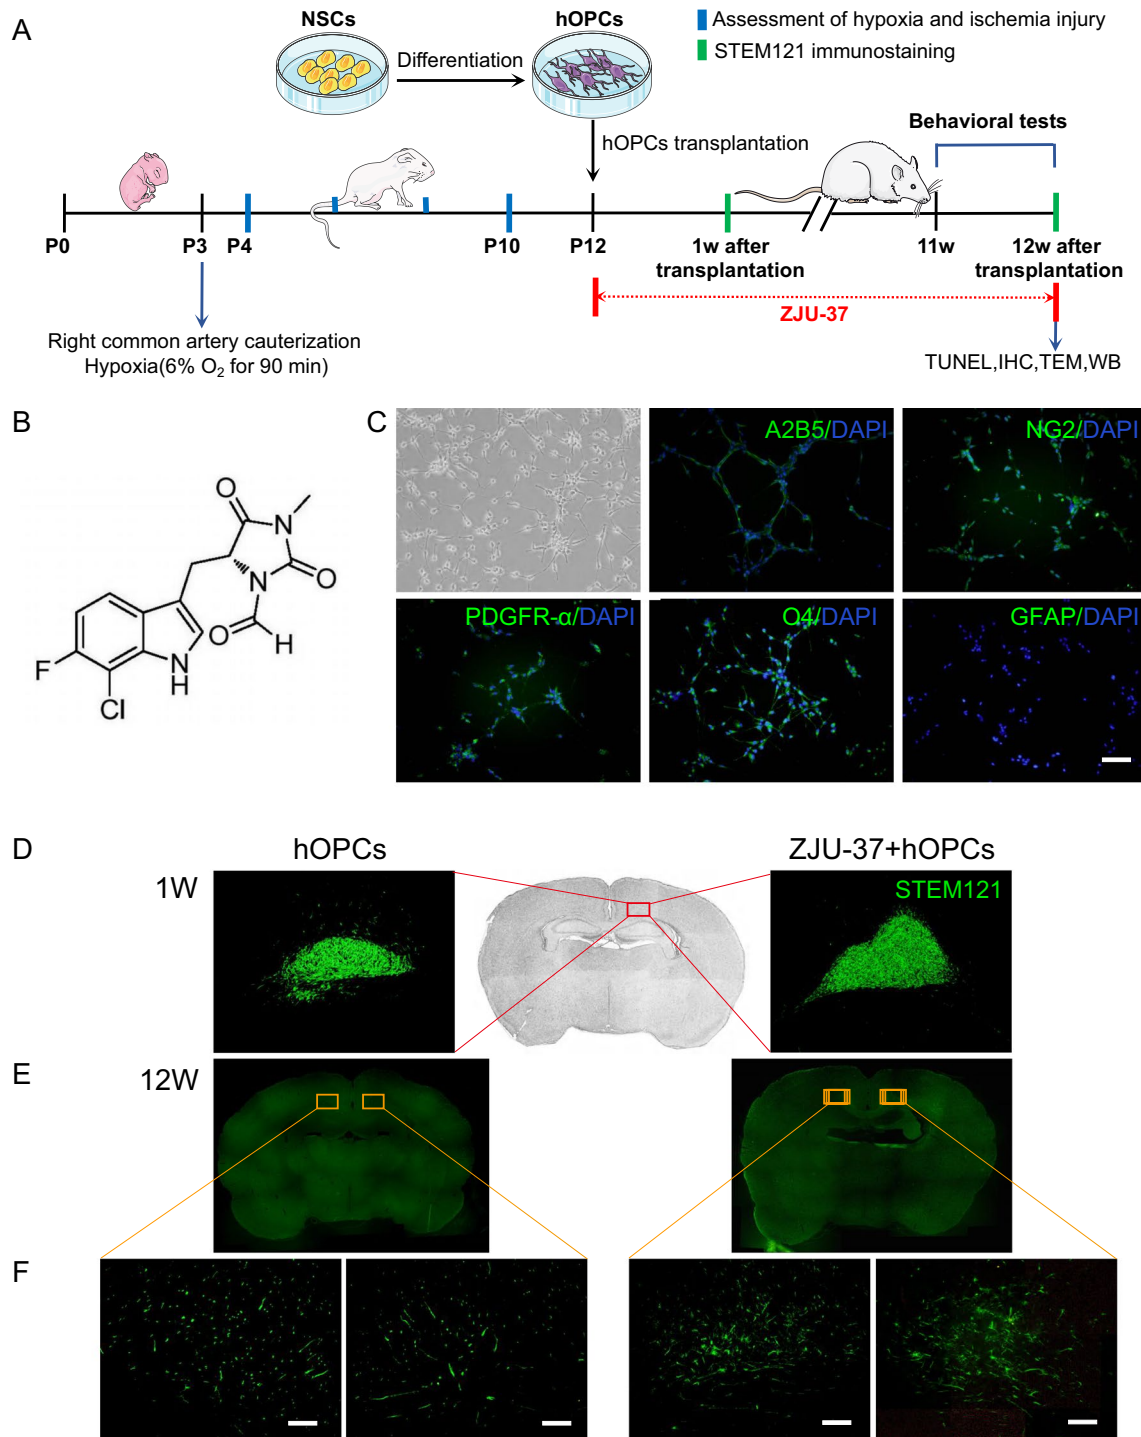 A
NSCs
hOPCs
Differentiation
Assessment of hypoxia and ischemia injury
STEM121 immunostaining
hOPCs transplantation
Behavioral tests
P0
P3
P4
P10
P12
1w after
transplantation
11w
12w after
transplantation
ZJU-37
Right common artery cauterization
Hypoxia(6% O₂ for 90 min)
TUNEL,IHC,TEM,WB
B
O
N
O
N
O
H
F
N
H
Cl
C
A2B5/DAPI
NG2/DAPI
PDGFR-α/DAPI
O4/DAPI
GFAP/DAPI
D
hOPCs
ZJU-37+hOPCs
1W
STEM121
E
12W
F